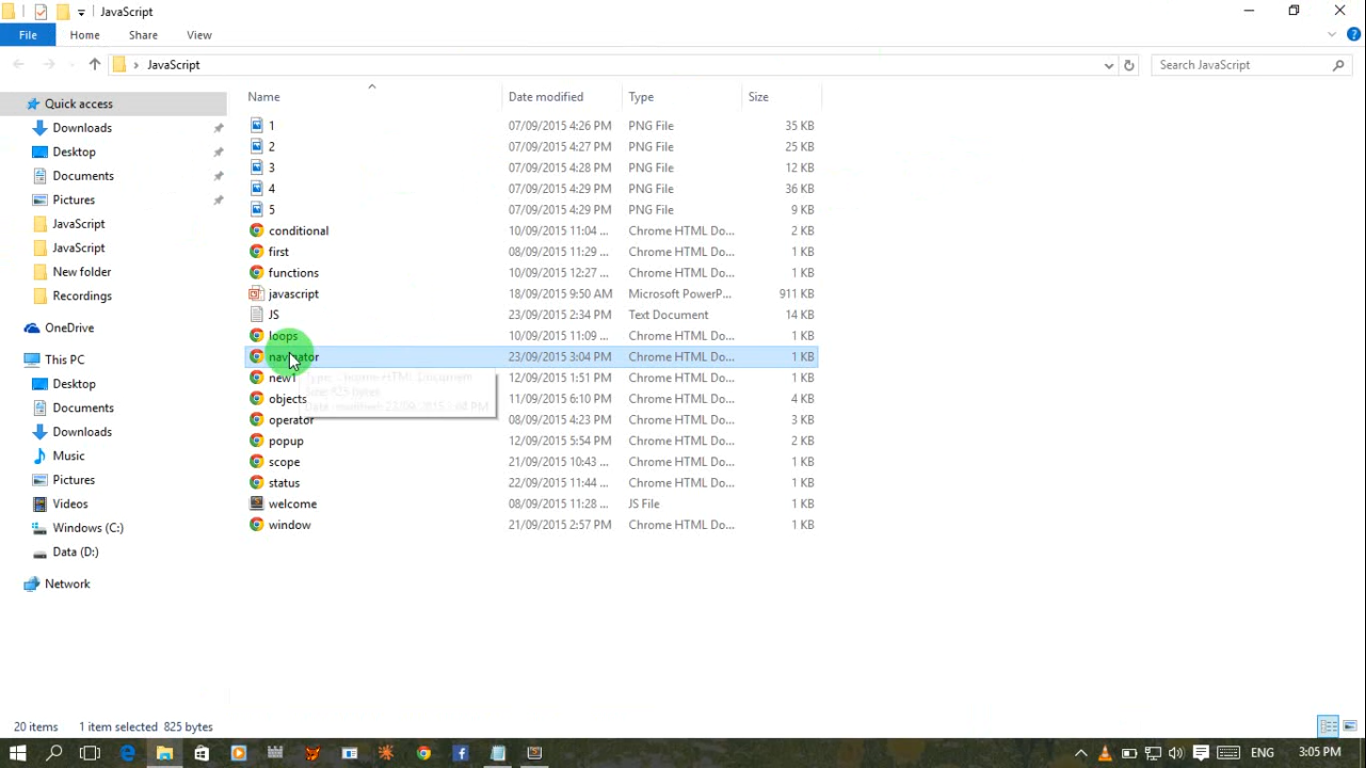 JavaScript
File Home Share View
JavaScript Search JavaScript
Name Date modified Type Size
Quick access
Downloads
Desktop
Documents
Pictures
JavaScript
JavaScript
New folder
Recordings
OneDrive
This PC
Desktop
Documents
Downloads
Music
Pictures
Videos
Windows (C:)
Data (D:)
Network
1 07/09/2015 4:26 PM PNG File 35 KB
2 07/09/2015 4:27 PM PNG File 25 KB
3 07/09/2015 4:28 PM PNG File 12 KB
4 07/09/2015 4:29 PM PNG File 36 KB
5 07/09/2015 4:29 PM PNG File 9 KB
conditional 10/09/2015 11:04 ... Chrome HTML Do... 2 KB
first 08/09/2015 11:29 ... Chrome HTML Do... 1 KB
functions 10/09/2015 12:27 ... Chrome HTML Do... 1 KB
javascript 18/09/2015 9:50 AM Microsoft PowerP... 911 KB
JS 23/09/2015 2:34 PM Text Document 14 KB
loops 10/09/2015 11:09 ... Chrome HTML Do... 1 KB
navigator 23/09/2015 3:04 PM Chrome HTML Do... 1 KB
new1 12/09/2015 1:51 PM Chrome HTML Do... 1 KB
Type: Chrome HTML Document
Size: 825 bytes
Date modified: 23/09/2015 3:04 PM
objects 11/09/2015 6:10 PM Chrome HTML Do... 4 KB
operator 08/09/2015 4:23 PM Chrome HTML Do... 3 KB
popup 12/09/2015 5:54 PM Chrome HTML Do... 2 KB
scope 21/09/2015 10:43 ... Chrome HTML Do... 1 KB
status 22/09/2015 11:44 ... Chrome HTML Do... 1 KB
welcome 08/09/2015 11:28 ... JS File 1 KB
window 21/09/2015 2:57 PM Chrome HTML Do... 1 KB
20 items 1 item selected 825 bytes
ENG 3:05 PM